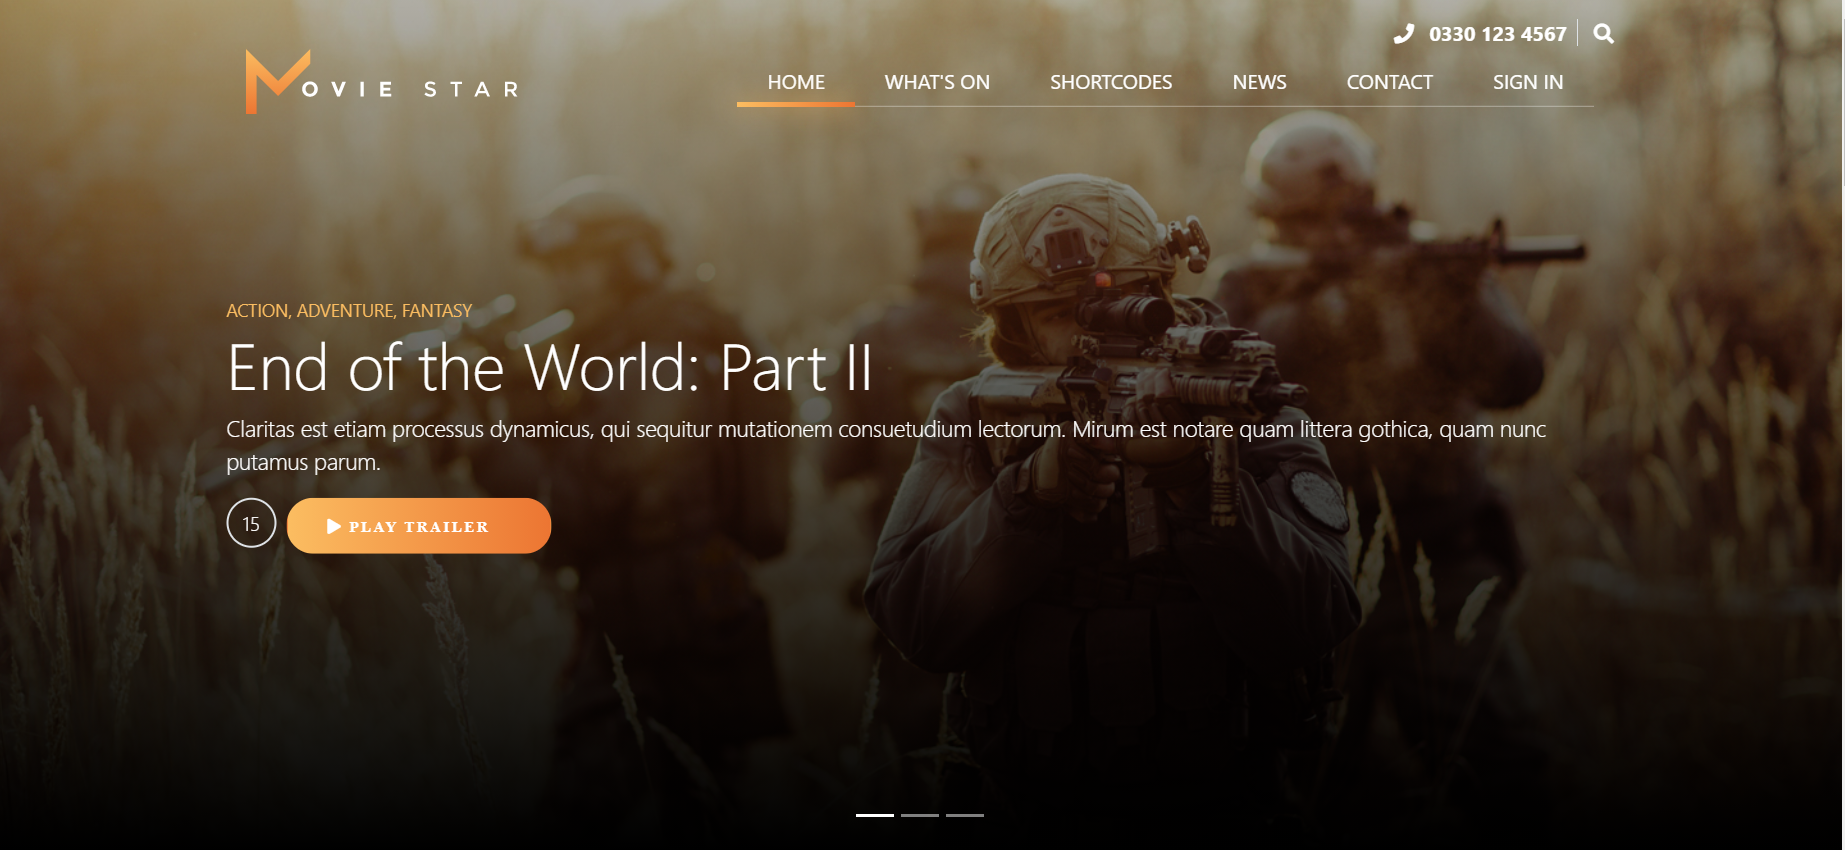 0330 123 4567
MOVIE STAR
HOME WHAT'S ON SHORTCODES NEWS CONTACT SIGN IN
ACTION, ADVENTURE, FANTASY
End of the World: Part II
Claritas est etiam processus dynamicus, qui sequitur mutationem consuetudium lectorum. Mirum est notare quam littera gothica, quam nunc
putamus parum.
15 PLAY TRAILER